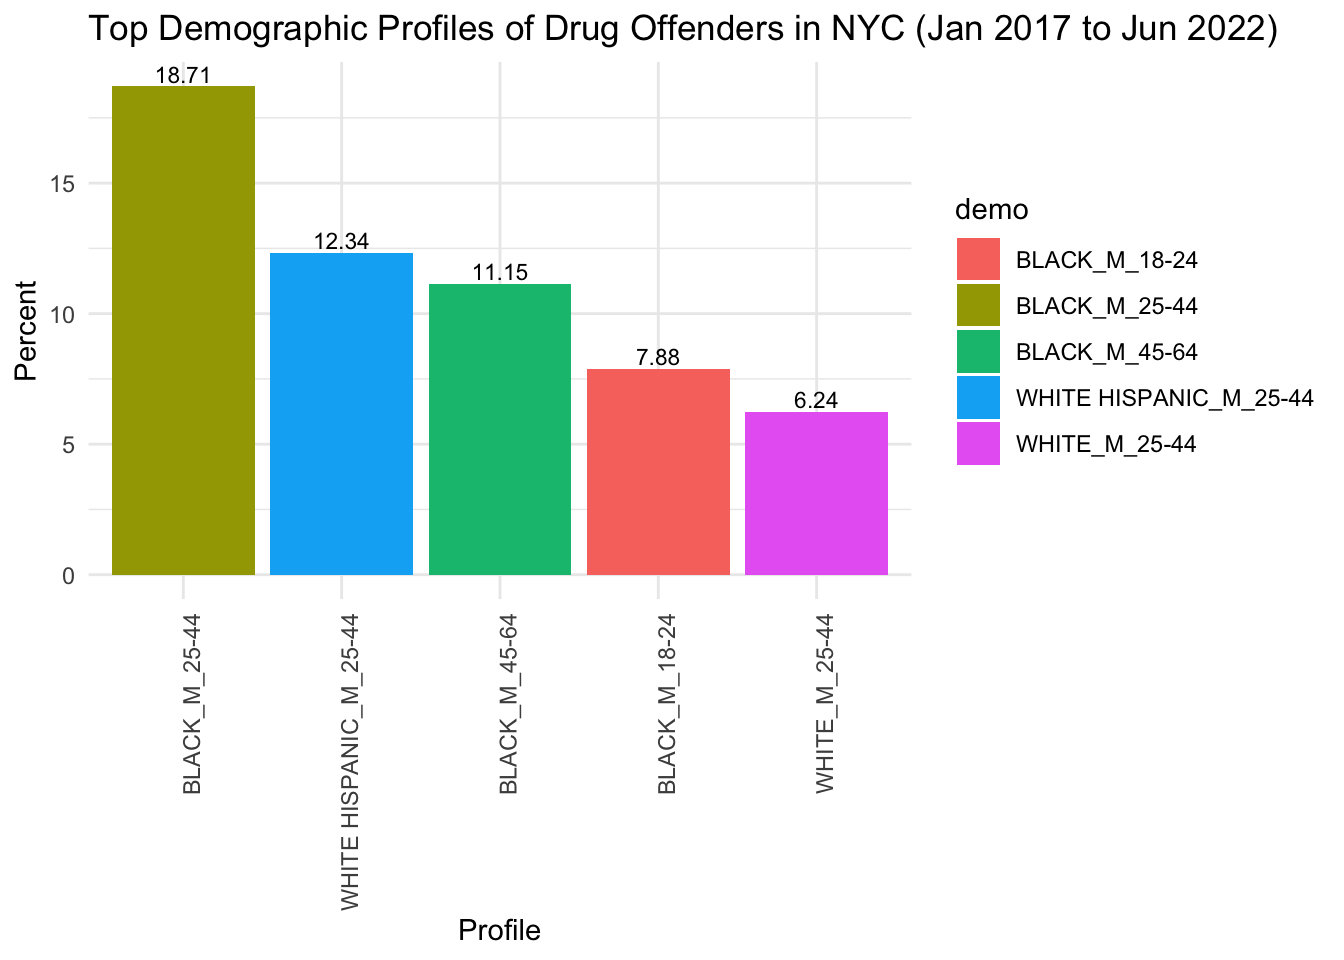 Top Demographic Profiles of Drug Offenders in NYC (Jan 2017 to Jun 2022)
Percent
15
10
5
0
18.71
12.34
11.15
7.88
6.24
BLACK_M_25-44
WHITE HISPANIC_M_25-44
BLACK_M_45-64
BLACK_M_18-24
WHITE_M_25-44
Profile
demo
BLACK_M_18-24
BLACK_M_25-44
BLACK_M_45-64
WHITE HISPANIC_M_25-44
WHITE_M_25-44